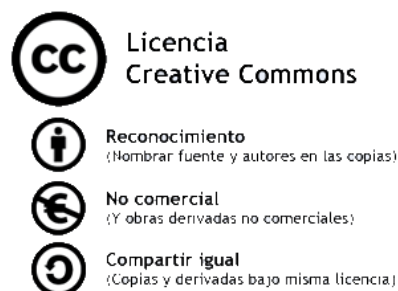 cc
Licencia
Creative Commons
Reconocimiento
(Nombrar fuente y autores en las copias)
No comercial
(Y obras derivadas no comerciales)
Compartir igual
(Copias y derivadas bajo misma licencia)